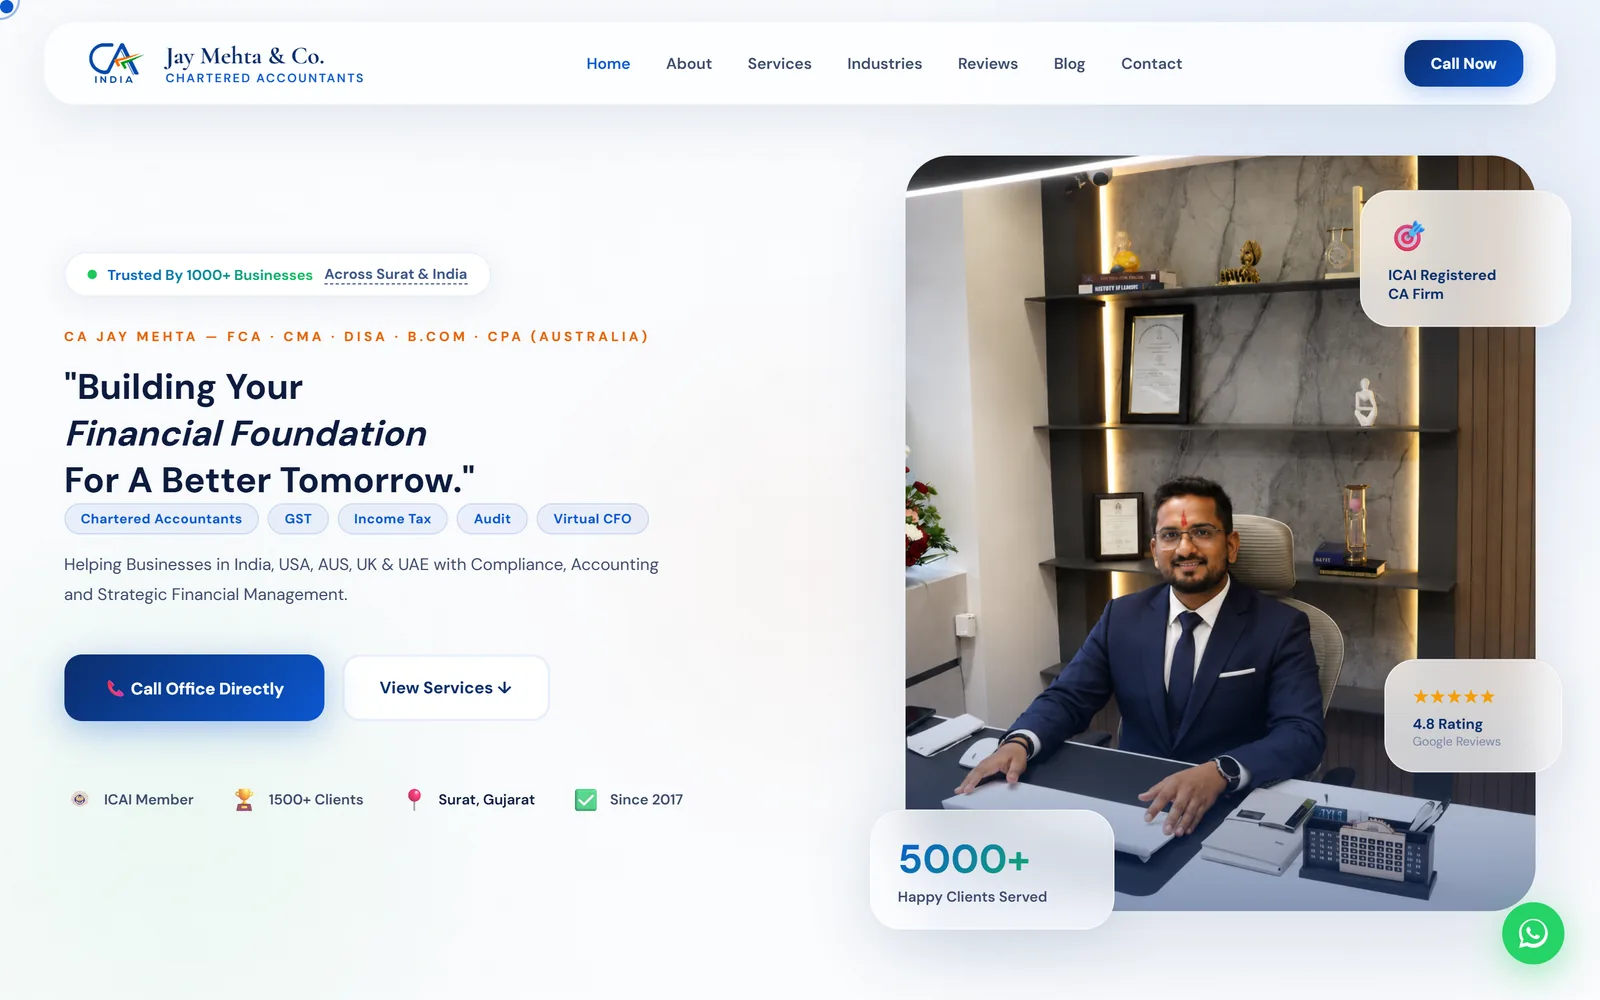 CA
INDIA
Jay Mehta & Co.
CHARTERED ACCOUNTANTS
Home
About
Services
Industries
Reviews
Blog
Contact
Call Now
Trusted By 1000+ Businesses Across Surat & India
CA JAY MEHTA — FCA · CMA · DISA · B.COM · CPA (AUSTRALIA)
"Building Your
Financial Foundation
For A Better Tomorrow."
Chartered Accountants
GST
Income Tax
Audit
Virtual CFO
Helping Businesses in India, USA, AUS, UK & UAE with Compliance, Accounting
and Strategic Financial Management.
Call Office Directly
View Services ↓
ICAI Member
1500+ Clients
Surat, Gujarat
Since 2017
ICAI Registered
CA Firm
4.8 Rating
Google Reviews
5000+
Happy Clients Served